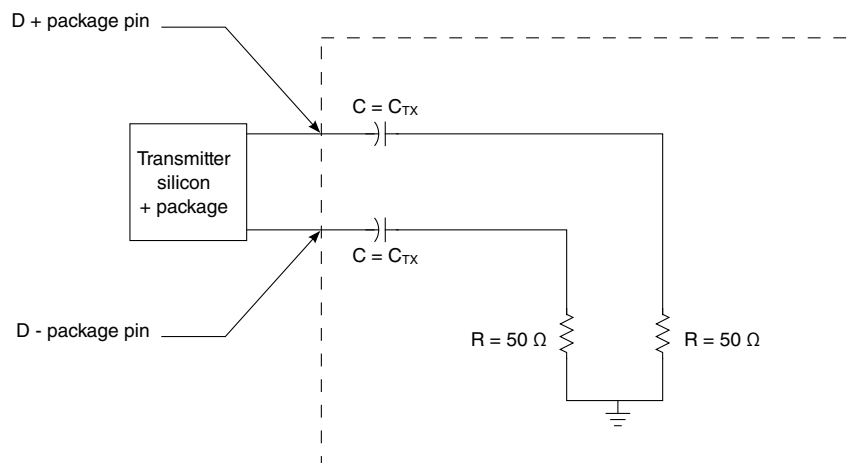 D + package pin
C = CTX
Transmitter
silicon
+ package
C = CTX
D - package pin
R = 50 Ω
R = 50 Ω